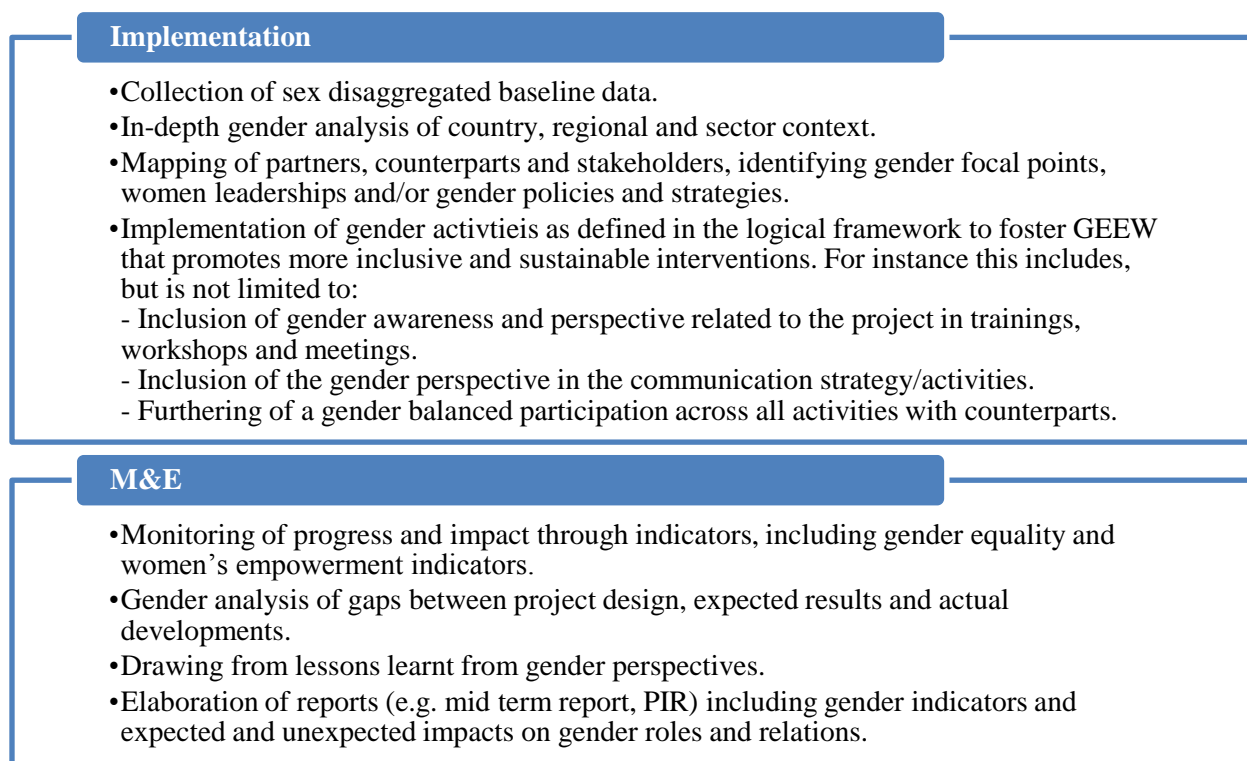 Implementation
•Collection of sex disaggregated baseline data.
•In-depth gender analysis of country, regional and sector context.
•Mapping of partners, counterparts and stakeholders, identifying gender focal points,
women leaderships and/or gender policies and strategies.
•Implementation of gender activtieis as defined in the logical framework to foster GEEW
that promotes more inclusive and sustainable interventions. For instance this includes,
but is not limited to:
- Inclusion of gender awareness and perspective related to the project in trainings,
workshops and meetings.
- Inclusion of the gender perspective in the communication strategy/activities.
- Furthering of a gender balanced participation across all activities with counterparts.
M&E
•Monitoring of progress and impact through indicators, including gender equality and
women’s empowerment indicators.
•Gender analysis of gaps between project design, expected results and actual
developments.
•Drawing from lessons learnt from gender perspectives.
•Elaboration of reports (e.g. mid term report, PIR) including gender indicators and
expected and unexpected impacts on gender roles and relations.